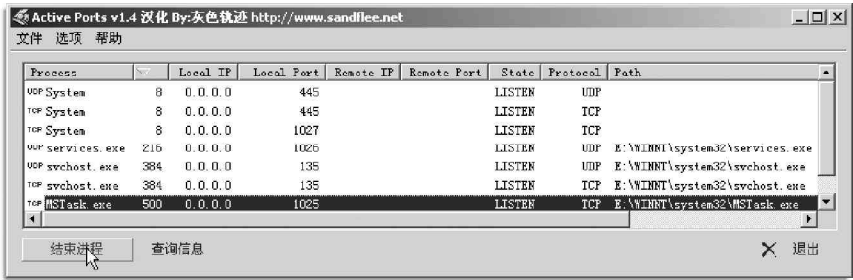 Active Ports v1.4 汉化 By:灰色轨迹 http://www.sandflee.net
文件 选项 帮助
Process Local IP Local Port Remote IP Remote Port State Protocol Path
UDP System 8 0.0.0.0 445 LISTEN UDP
TCP System 8 0.0.0.0 445 LISTEN TCP
TCP System 8 0.0.0.0 1027 LISTEN TCP
UDP services.exe 216 0.0.0.0 1026 LISTEN UDP E:\WINNT\system32\services.exe
UDP svchost.exe 384 0.0.0.0 135 LISTEN UDP E:\WINNT\system32\svchost.exe
TCP svchost.exe 384 0.0.0.0 135 LISTEN TCP E:\WINNT\system32\svchost.exe
TCP MSTask.exe 500 0.0.0.0 1025 LISTEN TCP E:\WINNT\system32\MSTask.exe
结束进程 查询信息 退出